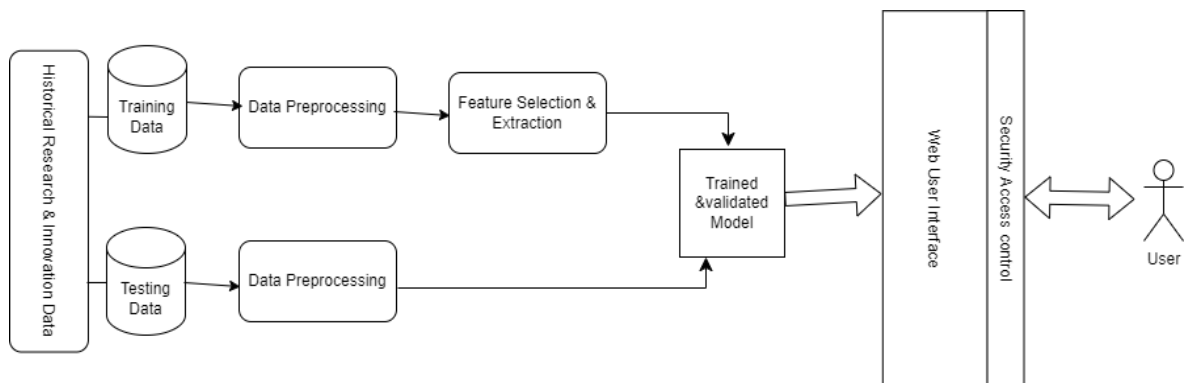 Historical Research & Innovation Data
Training
Data
Data Preprocessing
Feature Selection &
Extraction
Testing
Data
Data Preprocessing
Trained
&validated
Model
Web User Interface
Security Access control
User